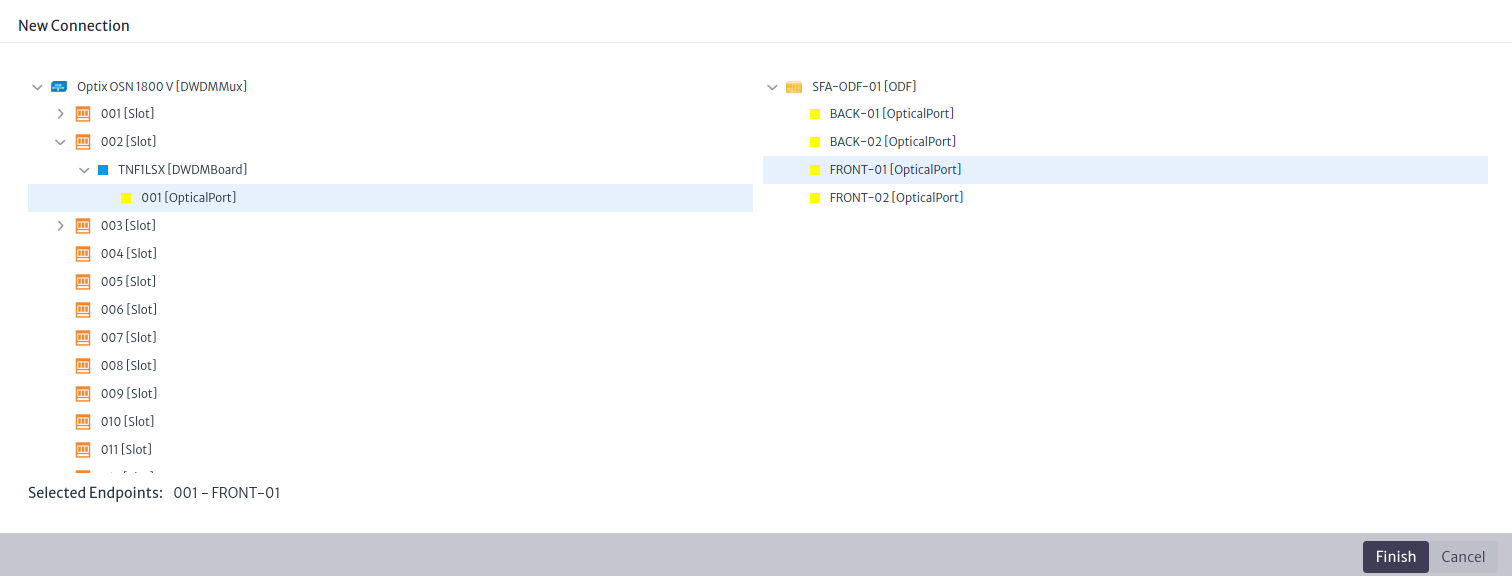 New Connection
Optix OSN 1800 V [DWDMMux]
001 [Slot]
002 [Slot]
TNF1LSX [DWDMBoard]
001 [OpticalPort]
003 [Slot]
004 [Slot]
005 [Slot]
006 [Slot]
007 [Slot]
008 [Slot]
009 [Slot]
010 [Slot]
011 [Slot]
SFA-ODF-01 [ODF]
BACK-01 [OpticalPort]
BACK-02 [OpticalPort]
FRONT-01 [OpticalPort]
FRONT-02 [OpticalPort]
Selected Endpoints: 001 - FRONT-01
Finish Cancel